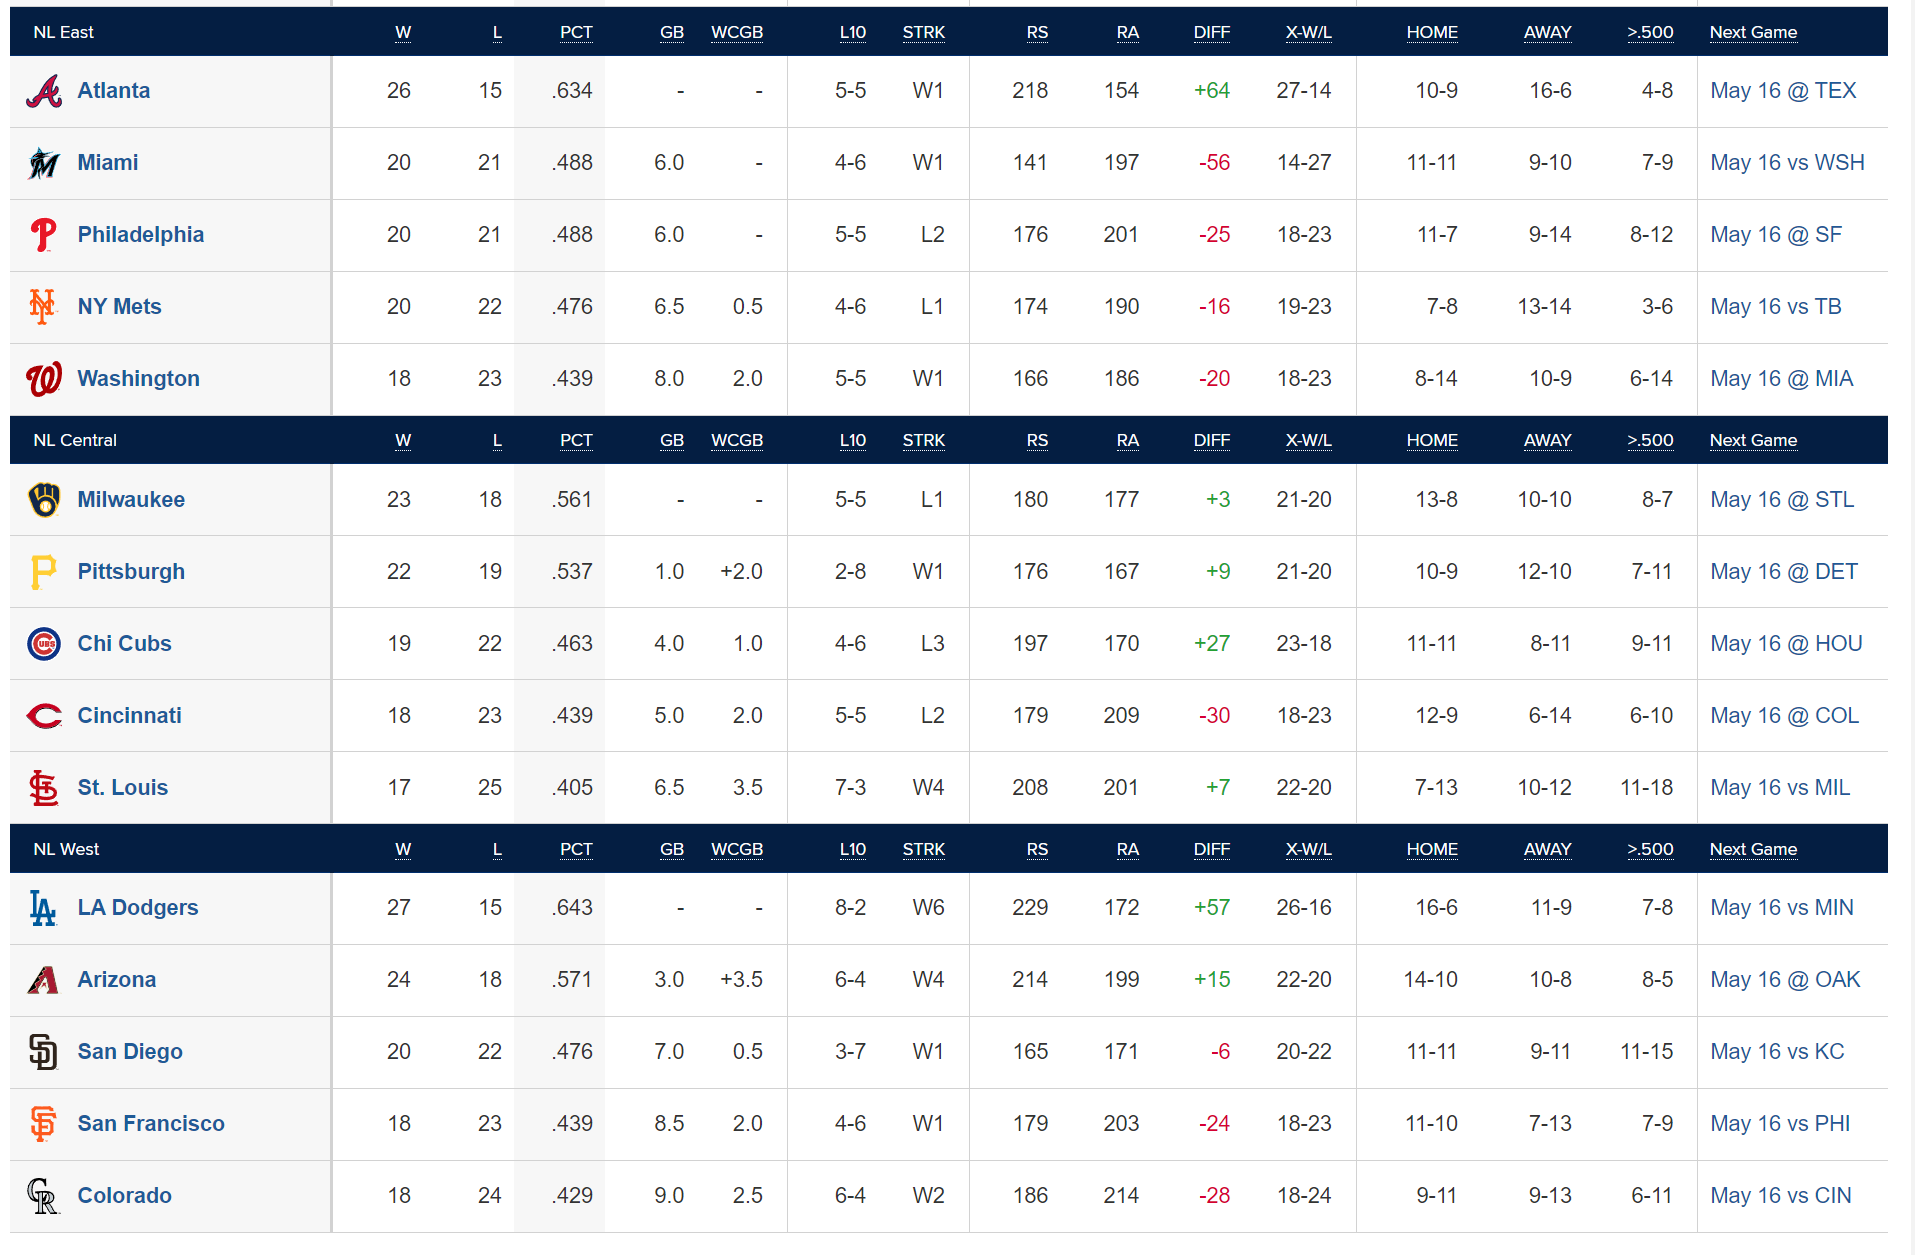 NL East W L PCT GB WCGB L10 STRK RS RA DIFF X-W/L HOME AWAY >.500 Next Game
Atlanta 26 15 .634 - - 5-5 W1 218 154 +64 27-14 10-9 16-6 4-8 May 16 @ TEX
Miami 20 21 .488 6.0 - 4-6 W1 141 197 -56 14-27 11-11 9-10 7-9 May 16 vs WSH
Philadelphia 20 21 .488 6.0 - 5-5 L2 176 201 -25 18-23 11-7 9-14 8-12 May 16 @ SF
NY Mets 20 22 .476 6.5 0.5 4-6 L1 174 190 -16 19-23 7-8 13-14 3-6 May 16 vs TB
Washington 18 23 .439 8.0 2.0 5-5 W1 166 186 -20 18-23 8-14 10-9 6-14 May 16 @ MIA
NL Central W L PCT GB WCGB L10 STRK RS RA DIFF X-W/L HOME AWAY >.500 Next Game
Milwaukee 23 18 .561 - - 5-5 L1 180 177 +3 21-20 13-8 10-10 8-7 May 16 @ STL
Pittsburgh 22 19 .537 1.0 +2.0 2-8 W1 176 167 +9 21-20 10-9 12-10 7-11 May 16 @ DET
Chi Cubs 19 22 .463 4.0 1.0 4-6 L3 197 170 +27 23-18 11-11 8-11 9-11 May 16 @ HOU
Cincinnati 18 23 .439 5.0 2.0 5-5 L2 179 209 -30 18-23 12-9 6-14 6-10 May 16 @ COL
St. Louis 17 25 .405 6.5 3.5 7-3 W4 208 201 +7 22-20 7-13 10-12 11-18 May 16 vs MIL
NL West W L PCT GB WCGB L10 STRK RS RA DIFF X-W/L HOME AWAY >.500 Next Game
LA Dodgers 27 15 .643 - - 8-2 W6 229 172 +57 26-16 16-6 11-9 7-8 May 16 vs MIN
Arizona 24 18 .571 3.0 +3.5 6-4 W4 214 199 +15 22-20 14-10 10-8 8-5 May 16 @ OAK
San Diego 20 22 .476 7.0 0.5 3-7 W1 165 171 -6 20-22 11-11 9-11 11-15 May 16 vs KC
San Francisco 18 23 .439 8.5 2.0 4-6 W1 179 203 -24 18-23 11-10 7-13 7-9 May 16 vs PHI
Colorado 18 24 .429 9.0 2.5 6-4 W2 186 214 -28 18-24 9-11 9-13 6-11 May 16 vs CIN